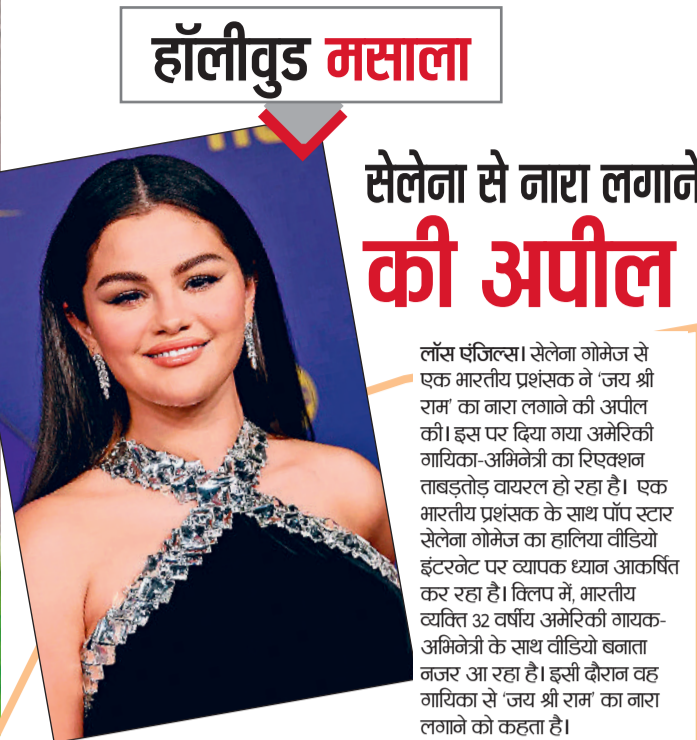 हॉलीवुड मसाला
सेलेना से नारा लगाने
की अपील
लॉस एंजिल्स। सेलेना गोमेज से
एक भारतीय प्रशंसक ने ‘जय श्री
राम’ का नारा लगाने की अपील
की। इस पर दिया गया अमेरिकी
गायिका-अभिनेत्री का रिएक्शन
ताबड़तोड़ वायरल हो रहा है। एक
भारतीय प्रशंसक के साथ पॉप स्टार
सेलेना गोमेज का हालिया वीडियो
इंटरनेट पर व्यापक ध्यान आकर्षित
कर रहा है। क्लिप में, भारतीय
व्यक्ति 32 वर्षीय अमेरिकी गायक-
अभिनेत्री के साथ वीडियो बनाता
नजर आ रहा है। इसी दौरान वह
गायिका से ‘जय श्री राम’ का नारा
लगाने को कहता है।